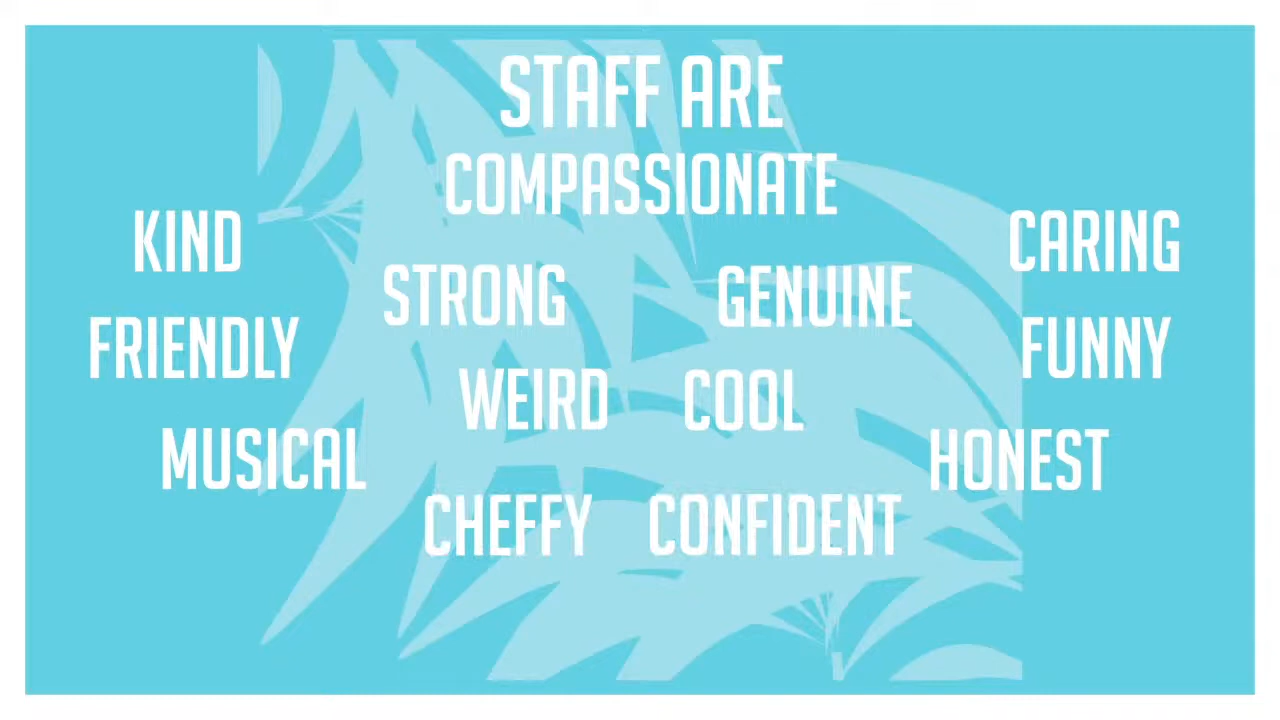 STAFF ARE
COMPASSIONATE
KIND
CARING
STRONG
GENUINE
FRIENDLY
FUNNY
WEIRD
COOL
MUSICAL
HONEST
CHEFFY
CONFIDENT